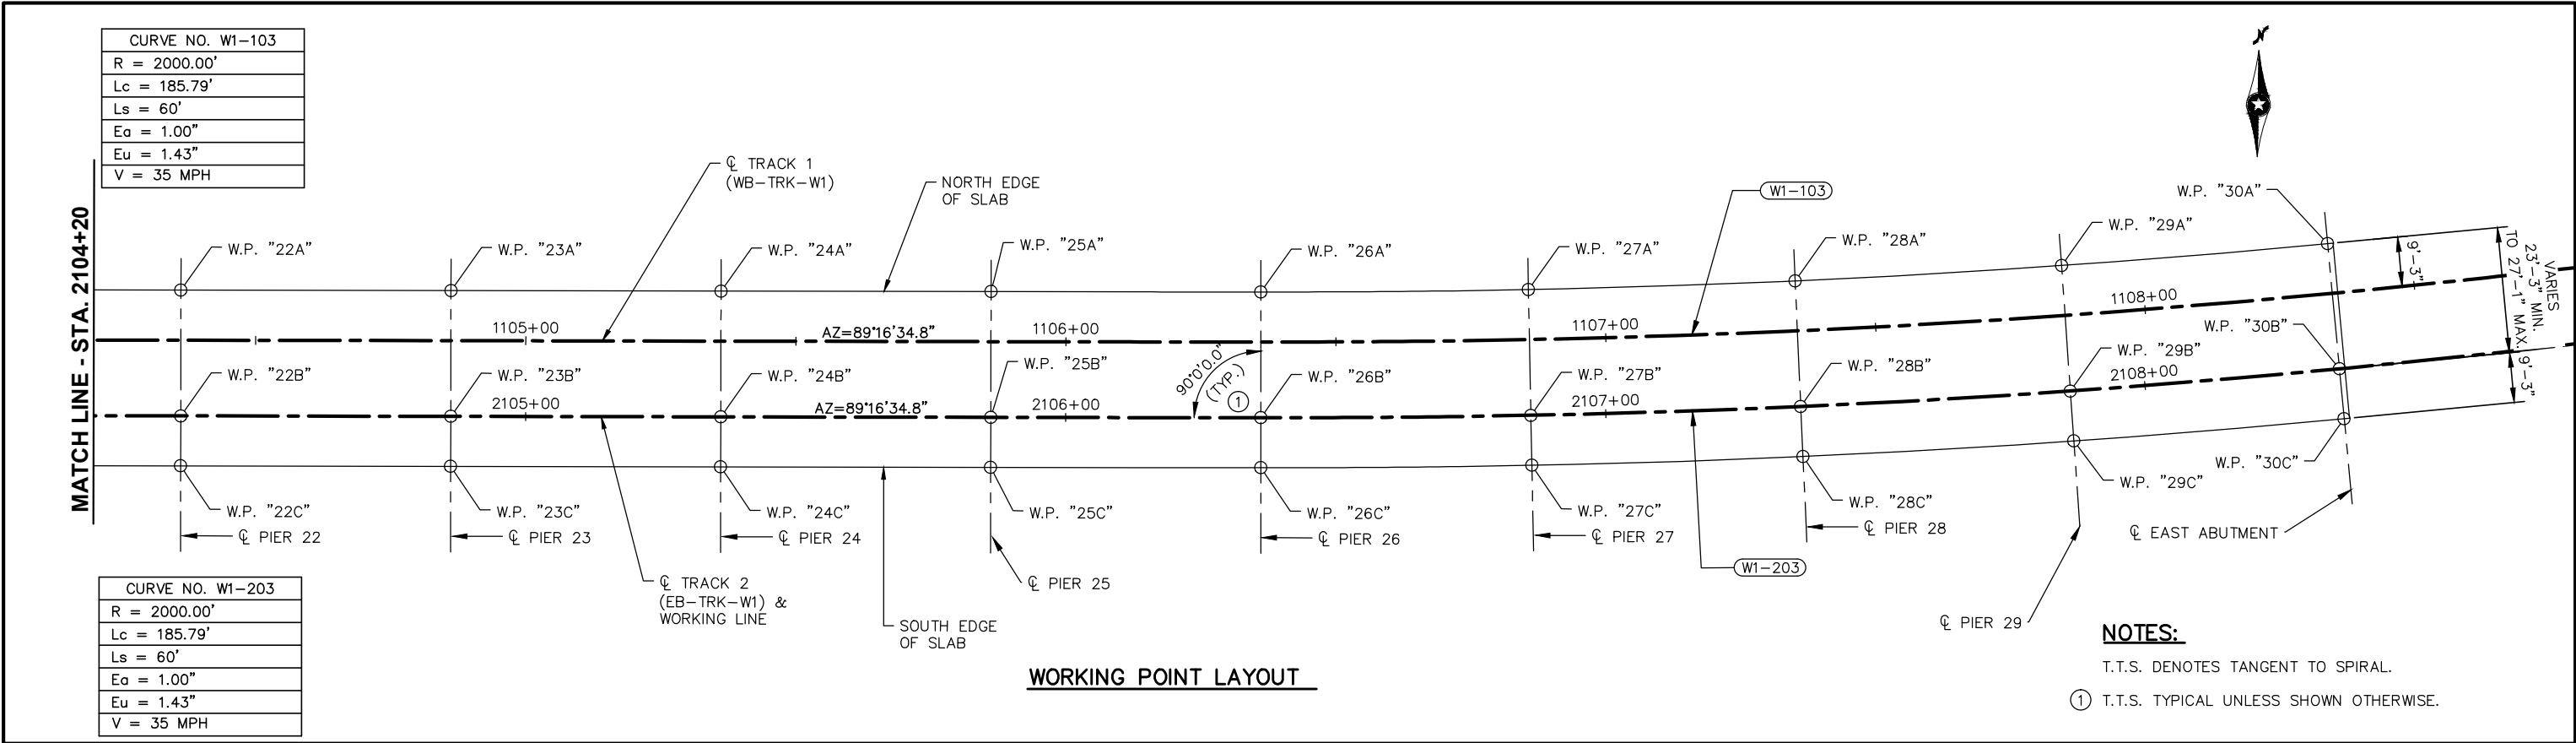 CURVE NO. W1-103
R = 2000.00'
Lc = 185.79'
Ls = 60'
Ea = 1.00"
Eu = 1.43"
V = 35 MPH
MATCH LINE - STA. 2104+20
℄ TRACK 1
(WB-TRK-W1)
NORTH EDGE
OF SLAB
W1-103
N
W.P. "22A"
W.P. "23A"
W.P. "24A"
W.P. "25A"
W.P. "26A"
W.P. "27A"
W.P. "28A"
W.P. "29A"
W.P. "30A"
9'-3"
VARIES
23'-3" MIN.
TO 27'-1" MAX.
9'-3"
1105+00
AZ=89°16'34.8"
1106+00
1107+00
1108+00
W.P. "22B"
W.P. "23B"
W.P. "24B"
W.P. "25B"
90°0'0.0"
(TYP.)
1
W.P. "26B"
W.P. "27B"
W.P. "28B"
W.P. "29B"
W.P. "30B"
2105+00
AZ=89°16'34.8"
2106+00
2107+00
2108+00
W.P. "22C"
W.P. "23C"
W.P. "24C"
W.P. "25C"
W.P. "26C"
W.P. "27C"
W.P. "28C"
W.P. "29C"
W.P. "30C"
℄ PIER 22
℄ PIER 23
℄ PIER 24
℄ PIER 25
℄ PIER 26
℄ PIER 27
℄ PIER 28
℄ PIER 29
℄ EAST ABUTMENT
℄ TRACK 2
(EB-TRK-W1) &
WORKING LINE
SOUTH EDGE
OF SLAB
W1-203
CURVE NO. W1-203
R = 2000.00'
Lc = 185.79'
Ls = 60'
Ea = 1.00"
Eu = 1.43"
V = 35 MPH
WORKING POINT LAYOUT
NOTES:
T.T.S. DENOTES TANGENT TO SPIRAL.
1 T.T.S. TYPICAL UNLESS SHOWN OTHERWISE.